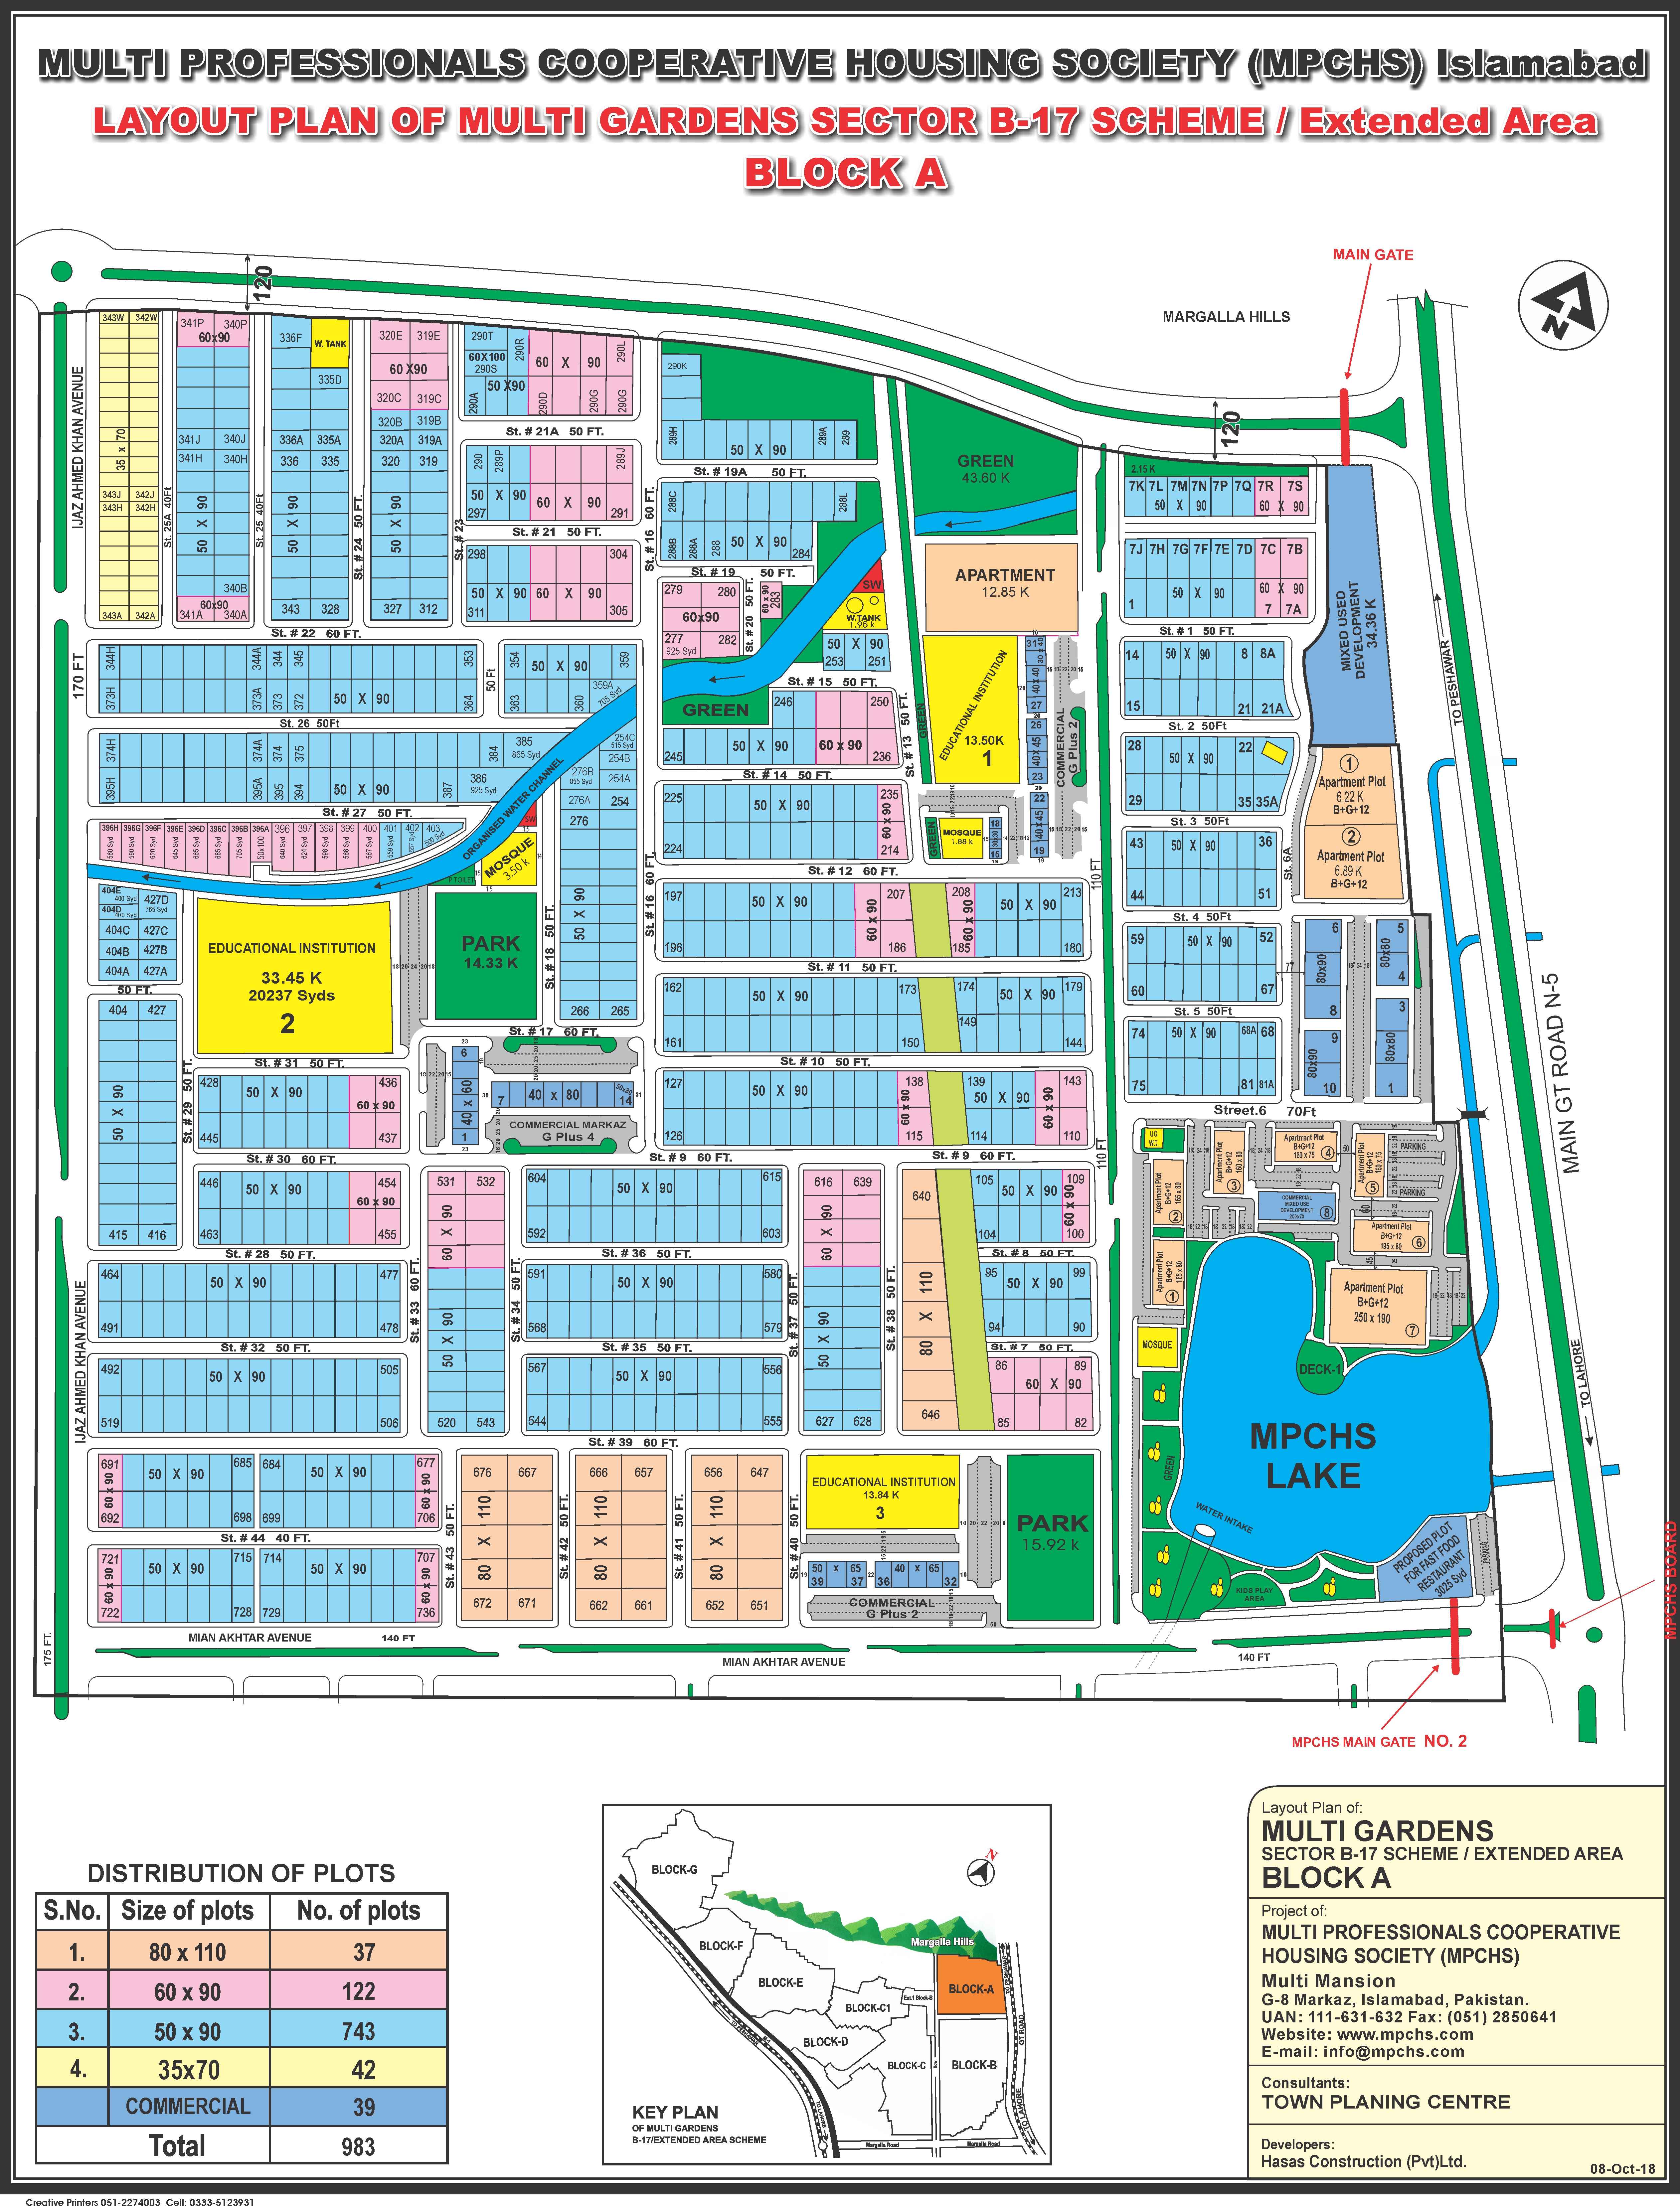 MULTI PROFESSIONALS COOPERATIVE HOUSING SOCIETY (MPCHS) Islamabad
LAYOUT PLAN OF MULTI GARDENS SECTOR B-17 SCHEME / Extended Area
BLOCK A
MAIN GATE
MARGALLA HILLS
N
120
120
IJAZ AHMED KHAN AVENUE
170 FT
343W 342W
35 x 70
343J 342J
343H 342H
343A 342A
St. # 25A 40Ft
341P 340P
60x90
341J 340J
341H 340H
50 X 90
340B
60x90
341A 340A
St. # 25 40Ft
336F
W. TANK
335D
336A 335A
336 335
50 X 90
343 328
St. # 24 50 FT.
320E 319E
60 X90
320C 319C
320B 319B
320A 319A
320 319
50 X 90
327 312
St. # 23
290T
60X100
290S
290R
50 X90
290A
60 X 90
290L
290D
290G
290G
St. # 21A 50 FT.
290
289P
289J
50 X 90
60 X 90
297
291
St. # 21 50 FT.
298
304
50 X 90
60 X 90
311
305
St. # 16 60 FT.
290K
289H
50 X 90
289A
289
St. # 19A 50 FT.
288C
288L
288B
288A
288
50 X 90
284
St. # 19 50 FT.
279 280
60x90
277 282
925 Syd
St. # 20 50 FT.
60 x 90
283
SW
W.TANK
1.95 k
50 X 90
253 251
GREEN
43.60 K
APARTMENT
12.85 K
EDUCATIONAL INSTITUTION
13.50K
1
COMMERCIAL
G Plus 2
2.15 K
7K 7L 7M 7N 7P 7Q 7R 7S
50 X 90
60 X 90
7J 7H 7G 7F 7E 7D 7C 7B
50 X 90
60 X 90
1
7 7A
St. # 1 50 FT.
14
50 X 90
8 8A
15
21 21A
St. # 2 50Ft
28
50 X 90
22
29
35 35A
St. # 3 50Ft
43
50 X 90
36
44
51
St. 6A
St. 4 50Ft
59
50 X 90
52
60
67
St. 5 50Ft
74
50 X 90
68A 68
75
81 81A
Street.6 70Ft
MIXED USED
DEVELOPMENT
34.36 K
1
Apartment Plot
6.22 K
B+G+12
2
Apartment Plot
6.89 K
B+G+12
TO PESHAWAR
MAIN GT ROAD N-5
TO LAHORE
6
80x90
8
9
80x90
10
5
80x80
4
3
80x80
1
St. # 22 60 FT.
344H
344A
344
345
353
373H
373A
373
372
50 X 90
364
50 Ft
354
50 X 90
359
363
360
359A
705 Syd
St. 26 50Ft
374H
374A
374
375
384
385
865 Syd
395H
395A
395
394
50 X 90
387
386
925 Syd
St. # 27 50 FT.
ORGANISED WATER CHANNEL
396H 396G 396F 396E 396D 396C 396B 396A 396 397 398 399 400 401 402 403
SW
MOSQUE
3.50 K
P.TOILET
254C
515 Syd
254B
276B
855 Syd
254A
276A
254
276
50 X 90
266 265
GREEN
St. # 15 50 FT.
246
250
245
50 X 90
60 x 90
236
St. # 13 50 FT.
GREEN
St. # 14 50 FT.
225
50 X 90
235
60 x 90
224
214
GREEN
MOSQUE
1.88 k
St. # 12 60 FT.
197
50 X 90
60 x 90
207
208
60 x 90
50 X 90
213
196
186
185
180
St. # 11 50 FT.
162
50 X 90
173
174
50 X 90
179
161
150
149
144
St. # 10 50 FT.
127
50 X 90
138
60 x 90
139
50 X 90
60 x 90
143
126
115
114
110
St. # 9 60 FT.
St. # 9 60 FT.
110 FT
110 FT
404E
400 Syd
427D
765 Syd
404D
400 Syd
404C 427C
404B 427B
404A 427A
50 FT.
404 427
50 X 90
415 416
EDUCATIONAL INSTITUTION
33.45 K
20237 Syds
2
PARK
14.33 K
St. # 18 50 FT.
St. # 16 60 FT.
St. # 17 60 FT.
St. # 31 50 FT.
St. # 29 50 FT.
428
50 X 90
436
60 x 90
445
437
St. # 30 60 FT.
446
50 X 90
454
60 x 90
463
455
St. # 28 50 FT.
6
40 X 60
1
7
40 x 80
50x80
14
COMMERCIAL MARKAZ
G Plus 4
464
50 X 90
477
491
478
St. # 32 50 FT.
492
50 X 90
505
519
506
St. # 33 60 FT.
531 532
60 X 90
50 X 90
520 543
St. # 34 50 FT.
604
50 X 90
615
592
603
St. # 36 50 FT.
591
50 X 90
580
568
579
St. # 35 50 FT.
567
50 X 90
556
544
555
St. # 37 50 FT.
616 639
60 X 90
50 X 90
627 628
St. # 38 50 FT.
640
80 X 110
646
105
50 X 90
109
60 x 90
104
100
St. # 8 50 FT.
95
50 X 90
99
94
90
St. # 7 50 FT.
86
89
60 X 90
85
82
IJAZ AHMED KHAN AVENUE
St. # 39 60 FT.
691
60 x 90
692
50 X 90
685 684
50 X 90
677
60 x 90
706
698 699
St. # 44 40 FT.
721
60 x 90
722
50 X 90
715 714
50 X 90
707
60 x 90
736
728 729
St. # 43 50 FT.
676 667
80 X 110
672 671
St. # 42 50 FT.
666 657
80 X 110
662 661
St. # 41 50 FT.
656 647
80 X 110
652 651
St. # 40 50 FT.
EDUCATIONAL INSTITUTION
13.84 K
3
50 x 65
39 37
40 x 65
36 32
COMMERCIAL
G Plus 2
PARK
15.92 k
UG
W.T.
Apartment Plot
B+G+12
165 x 80
2
Apartment Plot
B+G+12
165 x 80
1
Apartment Plot
B+G+12
160 x 80
3
Apartment Plot
B+G+12
160 x 75
4
Apartment Plot
B+G+12
160 x 75
5
PARKING
PARKING
COMMERCIAL
MIXED USE
DEVELOPMENT
8
Apartment Plot
B+G+12
195 x 80
6
Apartment Plot
B+G+12
250 x 190
7
MOSQUE
DECK-1
MPCHS
LAKE
GREEN
WATER INTAKE
KIDS PLAY
AREA
PROPOSED PLOT
FOR FAST FOOD
RESTAURANT
3025 Syd
MPCHS BOARD
MIAN AKHTAR AVENUE 140 FT
MIAN AKHTAR AVENUE
140 FT
175 FT.
MPCHS MAIN GATE NO. 2
DISTRIBUTION OF PLOTS
S.No. Size of plots No. of plots
1. 80 x 110 37
2. 60 x 90 122
3. 50 x 90 743
4. 35x70 42
COMMERCIAL 39
Total 983
BLOCK-G
N
BLOCK-F
Margalla Hills
BLOCK-E
BLOCK-A
BLOCK-C1
Ext.1 Block-B
BLOCK-D
BLOCK-C
BLOCK-B
GT ROAD
TO LAHORE
Margalla Road
Margalla Road
KEY PLAN
OF MULTI GARDENS
B-17/EXTENDED AREA SCHEME
Layout Plan of:
MULTI GARDENS
SECTOR B-17 SCHEME / EXTENDED AREA
BLOCK A
Project of:
MULTI PROFESSIONALS COOPERATIVE
HOUSING SOCIETY (MPCHS)
Multi Mansion
G-8 Markaz, Islamabad, Pakistan.
UAN: 111-631-632 Fax: (051) 2850641
Website: www.mpchs.com
E-mail: info@mpchs.com
Consultants:
TOWN PLANING CENTRE
Developers:
Hasas Construction (Pvt)Ltd.
08-Oct-18
Creative Printers 051-2274003 Cell: 0333-5123931